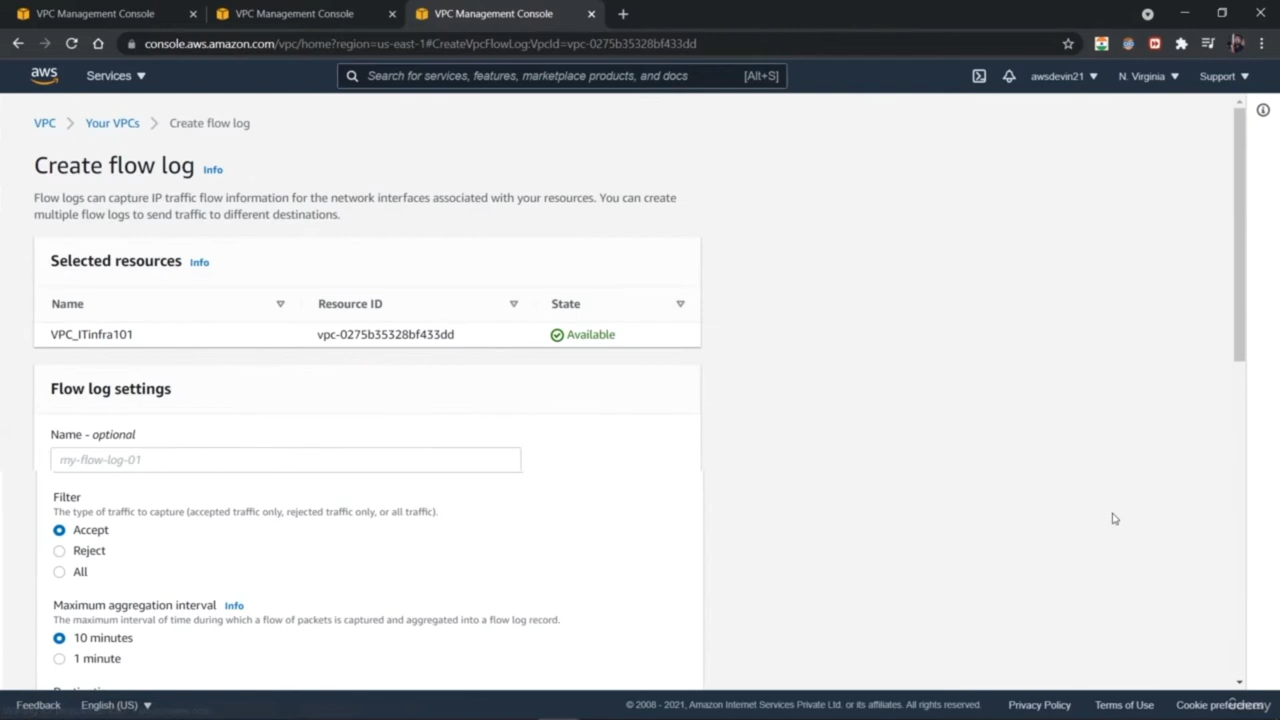 VPC Management Console
VPC Management Console
VPC Management Console
console.aws.amazon.com/vpc/home?region=us-east-1#CreateVpcFlowLog:VpcId=vpc-0275b35328bf433dd
aws
Services
Search for services, features, marketplace products, and docs
[Alt+S]
awsdevin21
N. Virginia
Support
VPC
Your VPCs
Create flow log
Create flow log
Info
Flow logs can capture IP traffic flow information for the network interfaces associated with your resources. You can create
multiple flow logs to send traffic to different destinations.
Selected resources
Info
Name
Resource ID
State
VPC_ITinfra101
vpc-0275b35328bf433dd
Available
Flow log settings
Name - optional
my-flow-log-01
Filter
The type of traffic to capture (accepted traffic only, rejected traffic only, or all traffic).
Accept
Reject
All
Maximum aggregation interval
Info
The maximum interval of time during which a flow of packets is captured and aggregated into a flow log record.
10 minutes
1 minute
Feedback
English (US)
© 2008 - 2021, Amazon Internet Services Private Ltd. or its affiliates. All rights reserved.
Privacy Policy
Terms of Use
Cookie preferences
Udemy